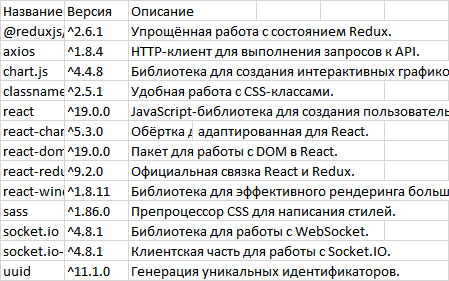 Название Версия Описание
@reduxjs/ ^2.6.1 Упрощённая работа с состоянием Redux.
axios ^1.8.4 HTTP-клиент для выполнения запросов к API.
chart.js ^4.4.8 Библиотека для создания интерактивных графико
classname ^2.5.1 Удобная работа с CSS-классами.
react ^19.0.0 JavaScript-библиотека для создания пользователь
react-char ^5.3.0 Обёртка д адаптированная для React.
react-dom ^19.0.0 Пакет для работы с DOM в React.
react-redu ^9.2.0 Официальная связка React и Redux.
react-wind ^1.8.11 Библиотека для эффективного рендеринга больш
sass ^1.86.0 Препроцессор CSS для написания стилей.
socket.io ^4.8.1 Библиотека для работы с WebSocket.
socket.io- ^4.8.1 Клиентская часть для работы с Socket.IO.
uuid ^11.1.0 Генерация уникальных идентификаторов.